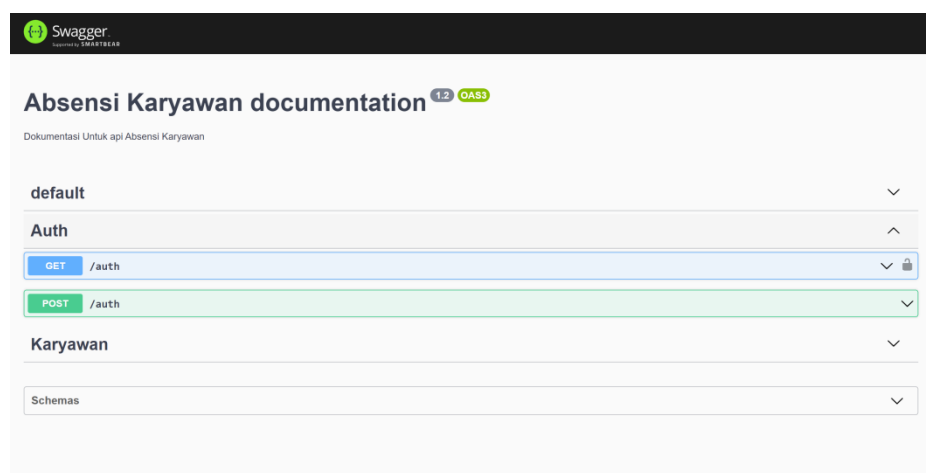 {...} Swagger.
Supported by SMARTBEAR
Absensi Karyawan documentation 1.2 OAS3
Dokumentasi Untuk api Absensi Karyawan
default
Auth
GET /auth
POST /auth
Karyawan
Schemas